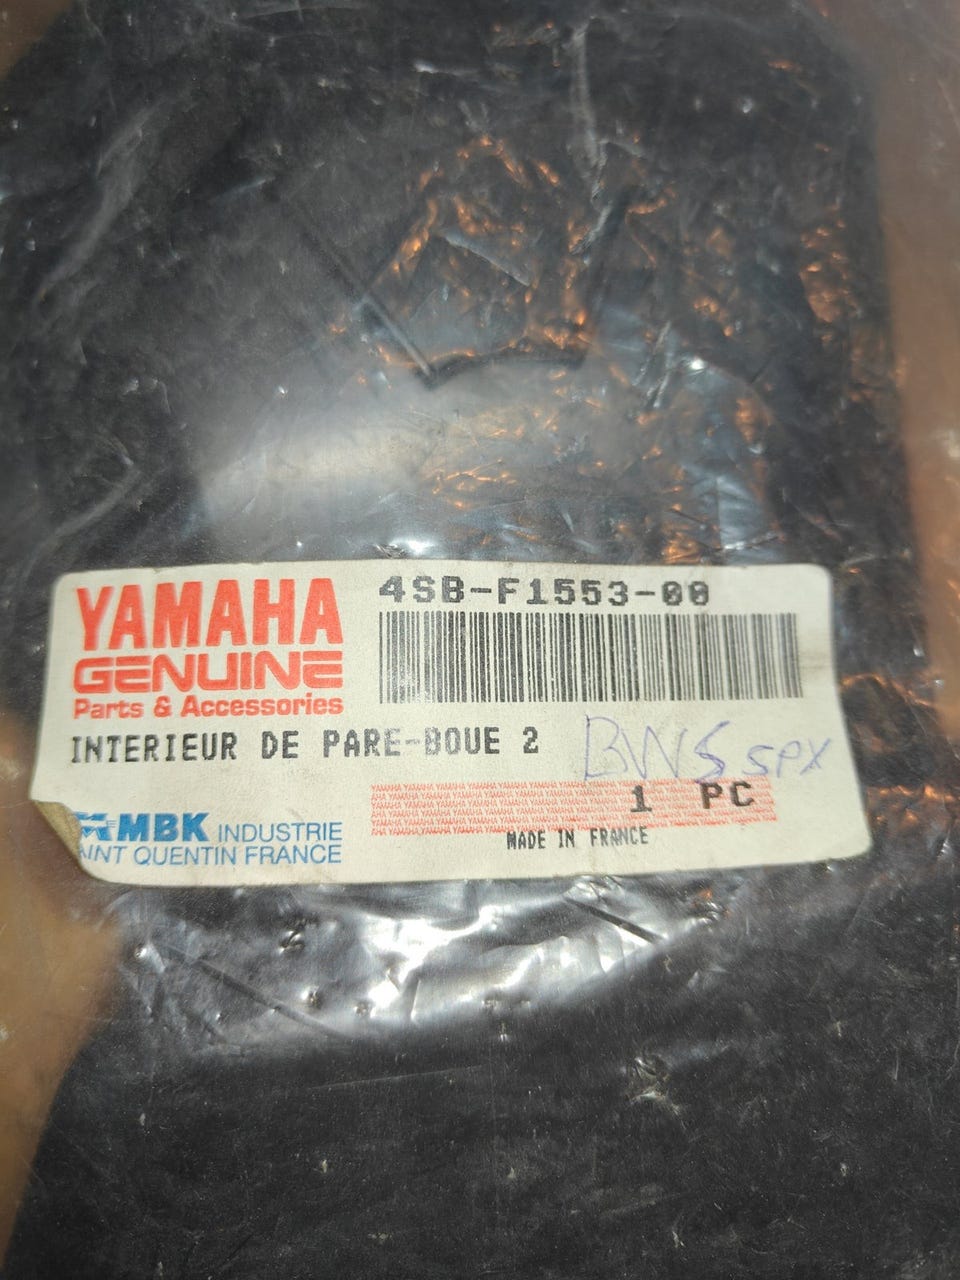 YAMAHA
GENUINE
Parts & Accessories
4SB-F1553-00
INTERIEUR DE PARE-BOUE 2
BWS SPX
1 PC
MADE IN FRANCE
MBK INDUSTRIE
QUENTIN FRANCE